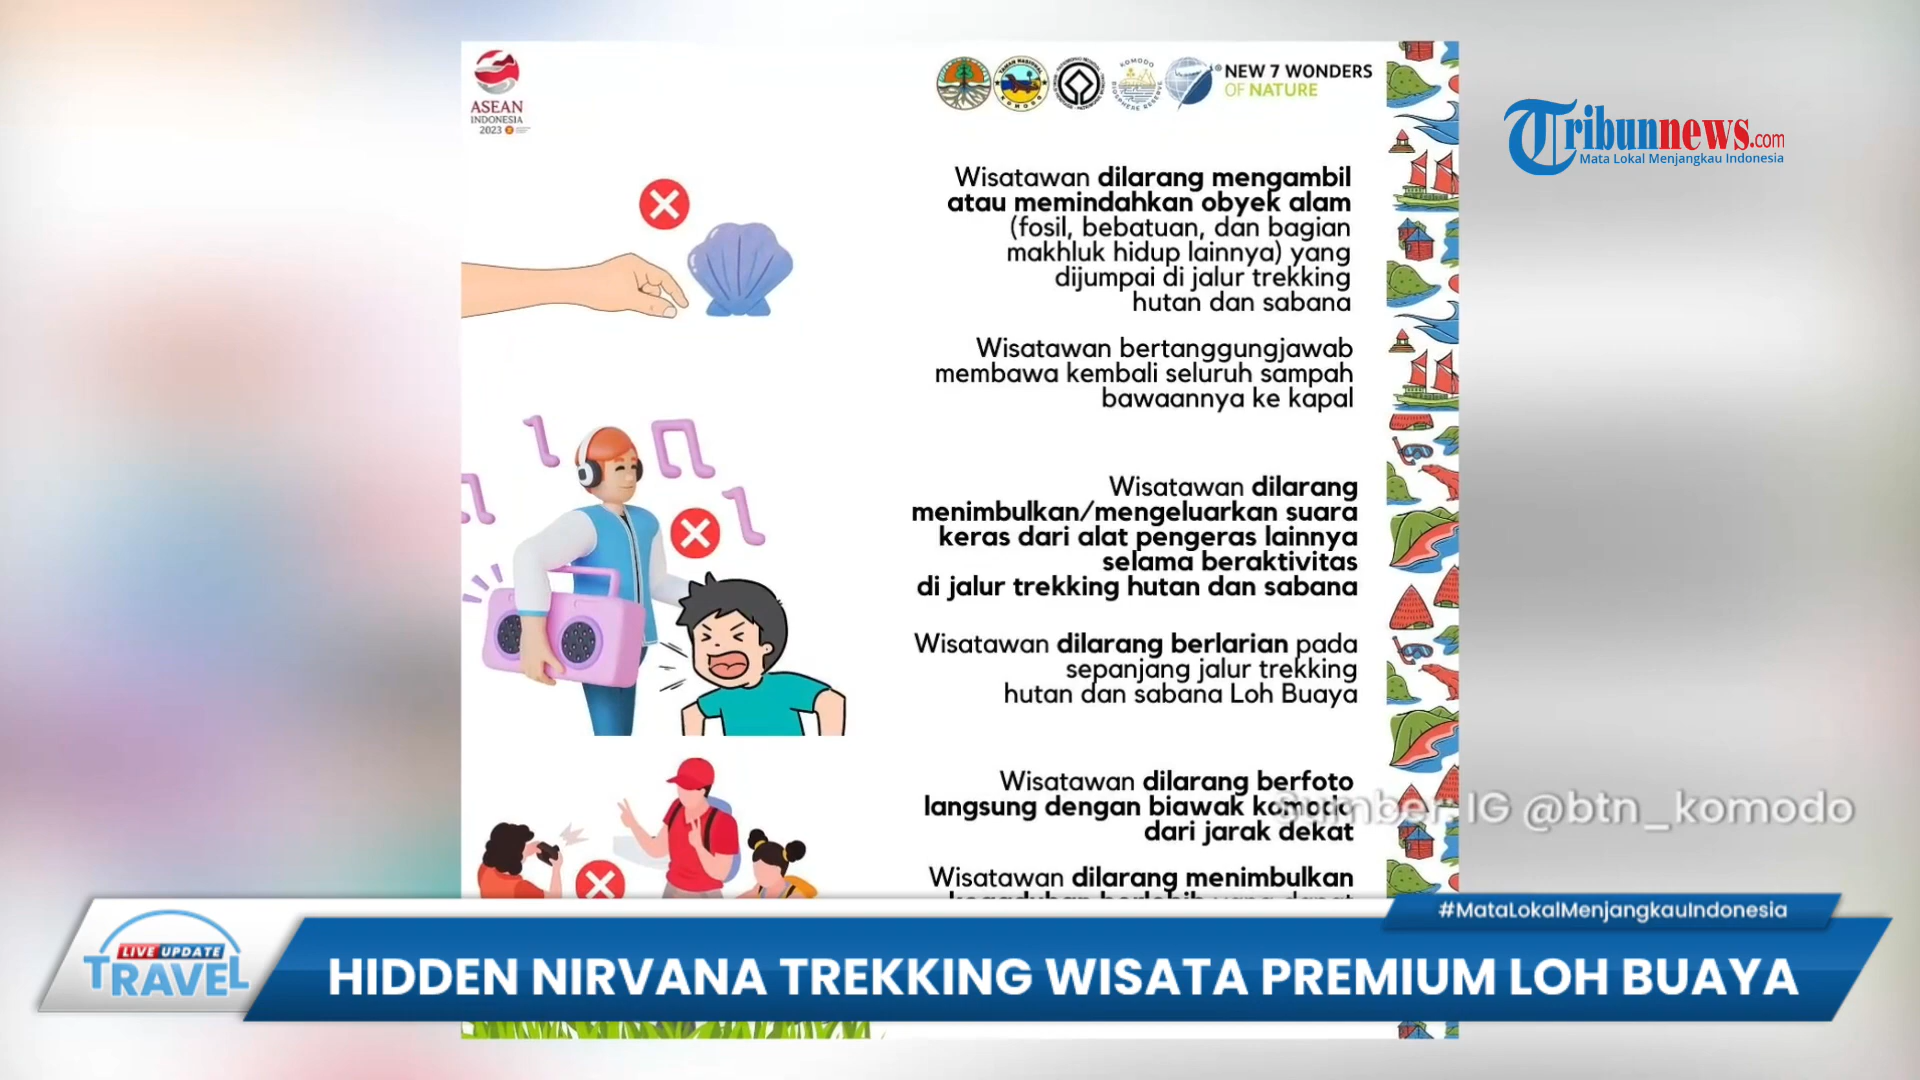 ASEAN
INDONESIA
2023
NEW 7 WONDERS
OF NATURE
Tribunnews.com
Mata Lokal Menjangkau Indonesia
Wisatawan dilarang mengambil
atau memindahkan obyek alam
(fosil, bebatuan, dan bagian
makhluk hidup lainnya) yang
dijumpai di jalur trekking
hutan dan sabana
Wisatawan bertanggungjawab
membawa kembali seluruh sampah
bawaannya ke kapal
Wisatawan dilarang
menimbulkan/mengeluarkan suara
keras dari alat pengeras lainnya
selama beraktivitas
di jalur trekking hutan dan sabana
Wisatawan dilarang berlarian pada
sepanjang jalur trekking
hutan dan sabana Loh Buaya
Wisatawan dilarang berfoto
langsung dengan biawak komodo
dari jarak dekat
Sumber: IG @btn_komodo
Wisatawan dilarang menimbulkan
#MataLokalMenjangkauIndonesia
LIVE UPDATE
TRAVEL
HIDDEN NIRVANA TREKKING WISATA PREMIUM LOH BUAYA